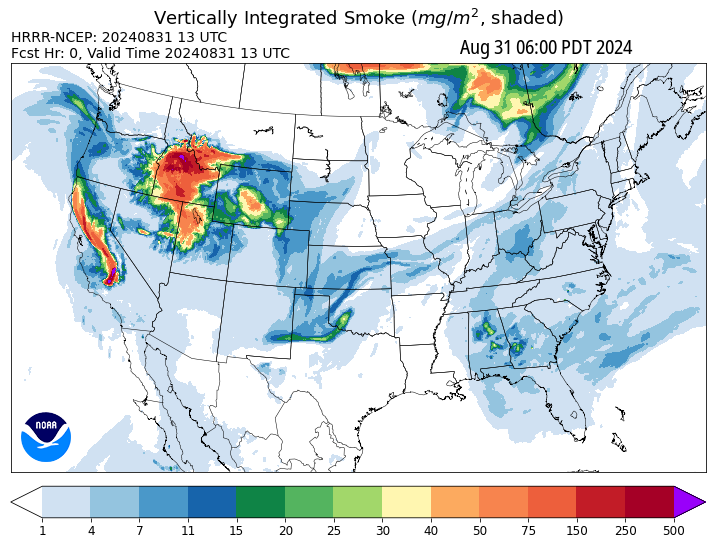 Vertically Integrated Smoke (mg/m², shaded)
HRRR-NCEP: 20240831 13 UTC
Fcst Hr: 0, Valid Time 20240831 13 UTC
Aug 31 06:00 PDT 2024
NOAA
1 4 7 11 15 20 25 30 40 50 75 150 250 500